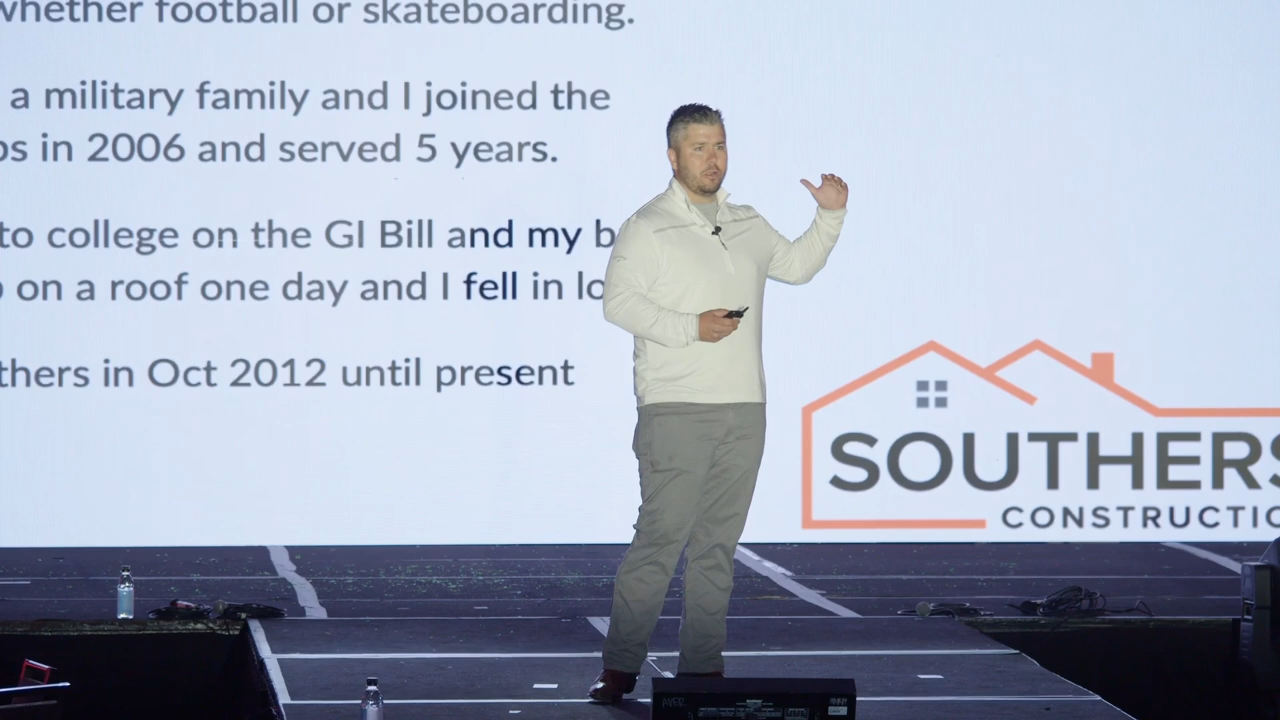 whether football or skateboarding.
a military family and I joined the
ps in 2006 and served 5 years.
to college on the GI Bill and my b
on a roof one day and I fell in lo
thers in Oct 2012 until present
SOUTHERS
CONSTRUCTIO